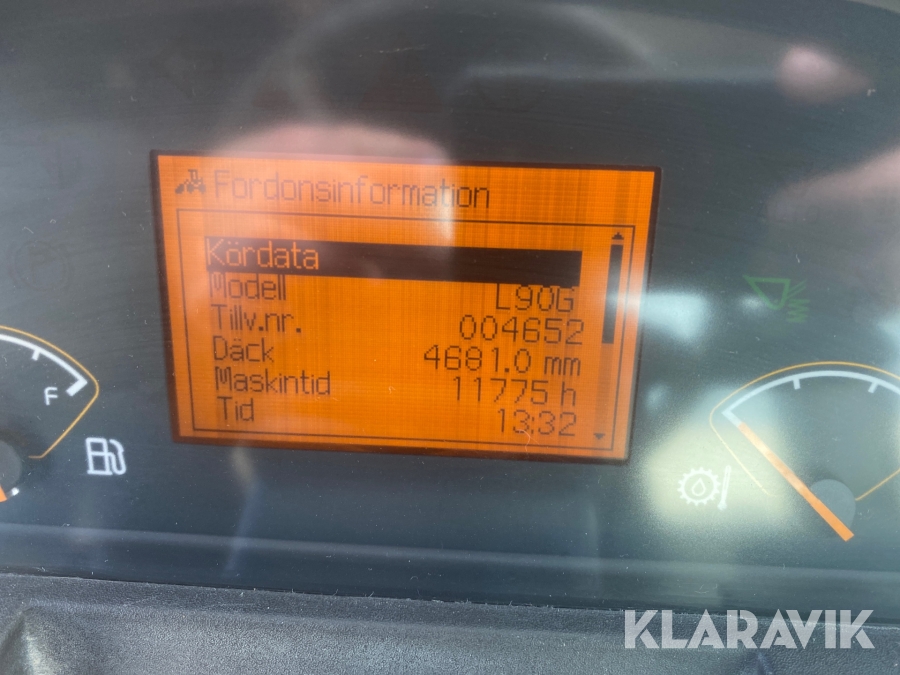 Fordonsinformation
Kördata
Modell L90G
Tillv.nr. 004652
Däck 4681.0 mm
Maskintid 11775 h
Tid 13:32
F
KLARAVIK